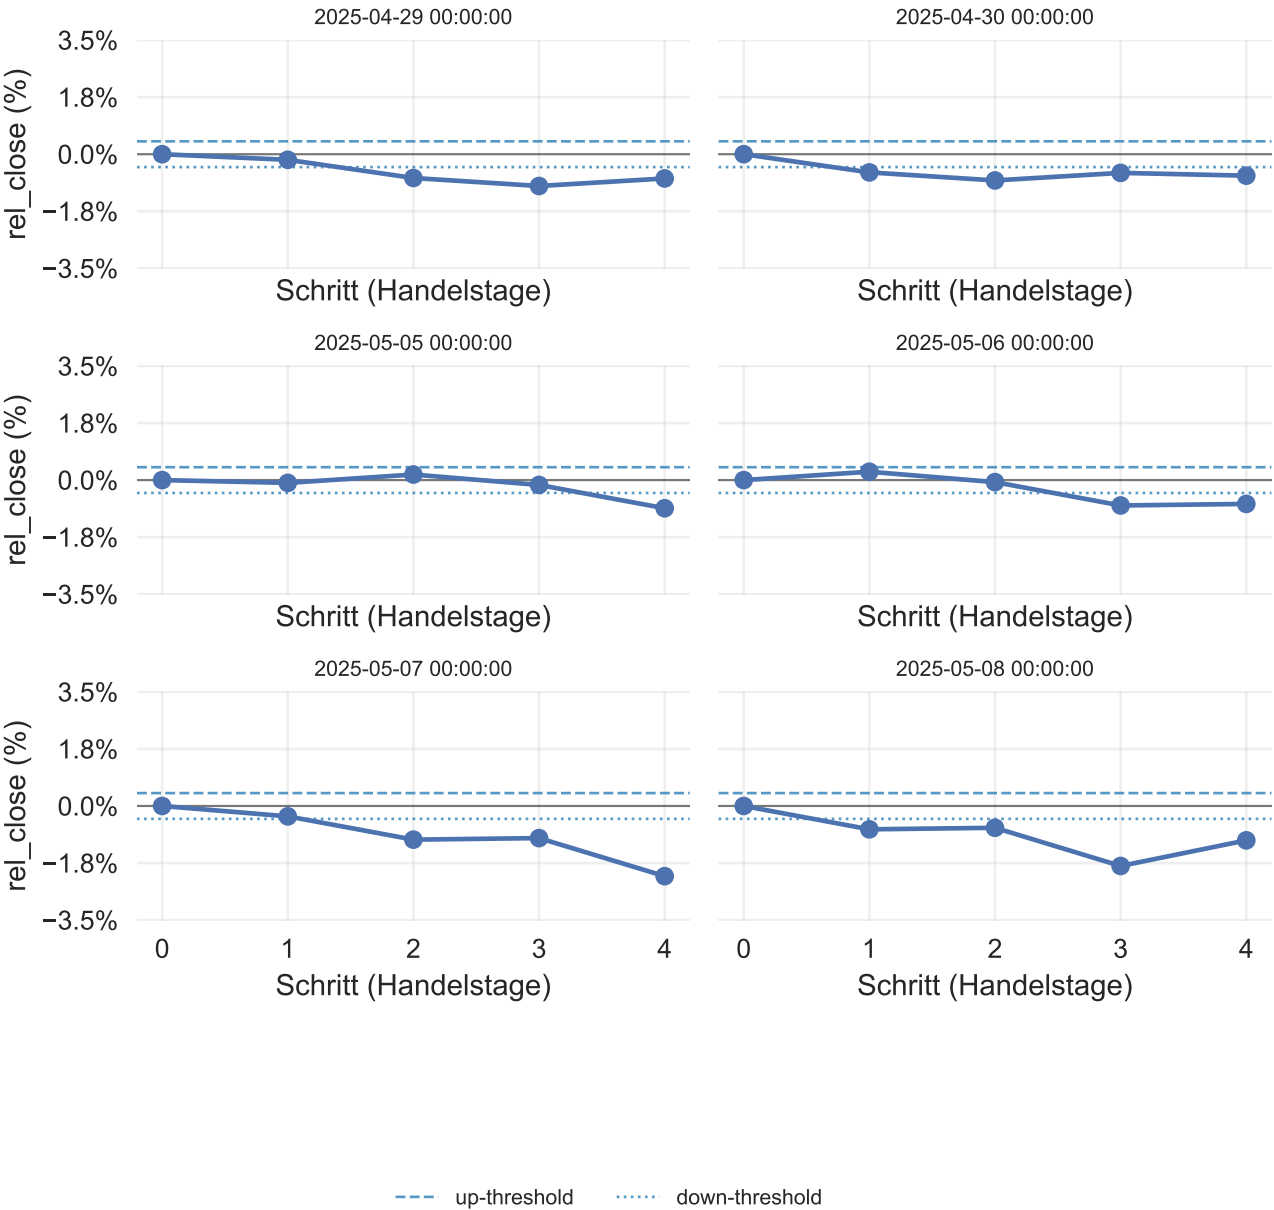 2025-04-29 00:00:00
2025-04-30 00:00:00
3.5%
1.8%
0.0%
−1.8%
−3.5%
rel_close (%)
Schritt (Handelstage)
Schritt (Handelstage)
2025-05-05 00:00:00
2025-05-06 00:00:00
3.5%
1.8%
0.0%
−1.8%
−3.5%
rel_close (%)
Schritt (Handelstage)
Schritt (Handelstage)
2025-05-07 00:00:00
2025-05-08 00:00:00
3.5%
1.8%
0.0%
−1.8%
−3.5%
rel_close (%)
0 1 2 3 4
0 1 2 3 4
Schritt (Handelstage)
Schritt (Handelstage)
up-threshold
down-threshold